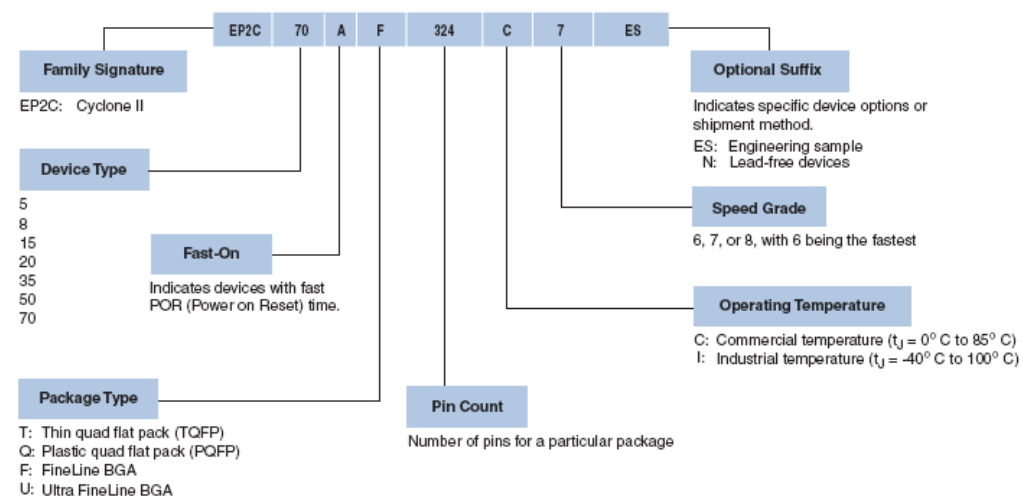 EP2C 70 A F 324 C 7 ES
Family Signature
EP2C: Cyclone II
Device Type
5
8
15
20
35
50
70
Fast-On
Indicates devices with fast
POR (Power on Reset) time.
Package Type
T: Thin quad flat pack (TQFP)
Q: Plastic quad flat pack (PQFP)
F: FineLine BGA
U: Ultra FineLine BGA
Pin Count
Number of pins for a particular package
Optional Suffix
Indicates specific device options or
shipment method.
ES: Engineering sample
N: Lead-free devices
Speed Grade
6, 7, or 8, with 6 being the fastest
Operating Temperature
C: Commercial temperature (tJ = 0° C to 85° C)
I: Industrial temperature (tJ = -40° C to 100° C)